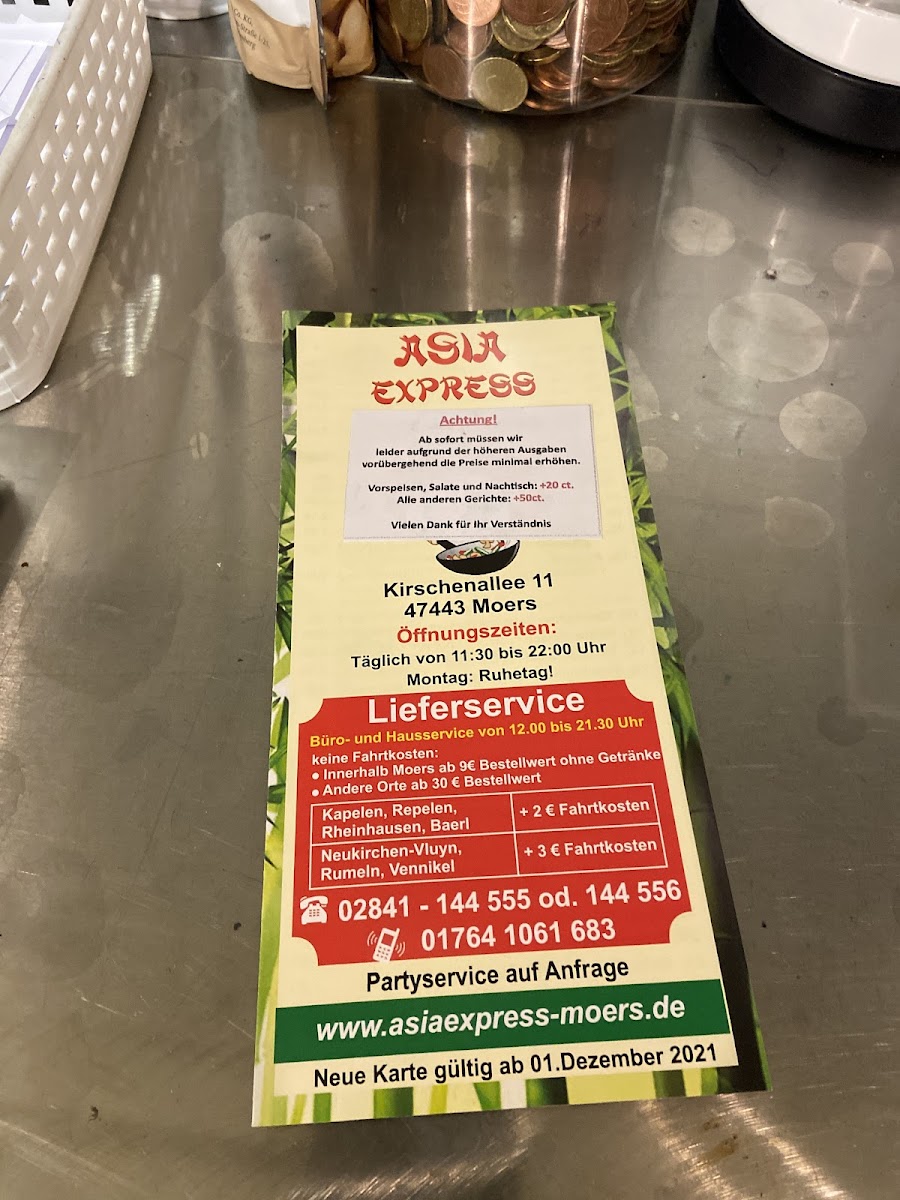 Co. KG
Straße 1-21
ASIA
EXPRESS
Achtung!
Ab sofort müssen wir
leider aufgrund der höheren Ausgaben
vorübergehend die Preise minimal erhöhen.
Vorspeisen, Salate und Nachtisch: +20 ct.
Alle anderen Gerichte: +50ct.
Vielen Dank für Ihr Verständnis
Kirschenallee 11
47443 Moers
Öffnungszeiten:
Täglich von 11:30 bis 22:00 Uhr
Montag: Ruhetag!
Lieferservice
Büro- und Hausservice von 12.00 bis 21.30 Uhr
keine Fahrtkosten:
● Innerhalb Moers ab 9€ Bestellwert ohne Getränke
● Andere Orte ab 30 € Bestellwert
Kapelen, Repelen,
Rheinhausen, Baerl
+ 2 € Fahrtkosten
Neukirchen-Vluyn,
Rumeln, Vennikel
+ 3 € Fahrtkosten
02841 - 144 555 od. 144 556
01764 1061 683
Partyservice auf Anfrage
www.asiaexpress-moers.de
Neue Karte gültig ab 01.Dezember 2021